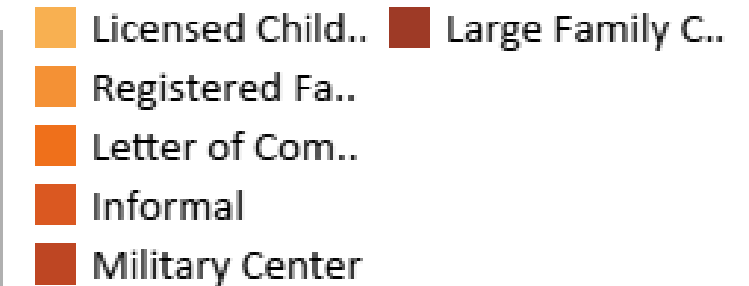 Licensed Child.. Large Family C..
Registered Fa..
Letter of Com..
Informal
Military Center